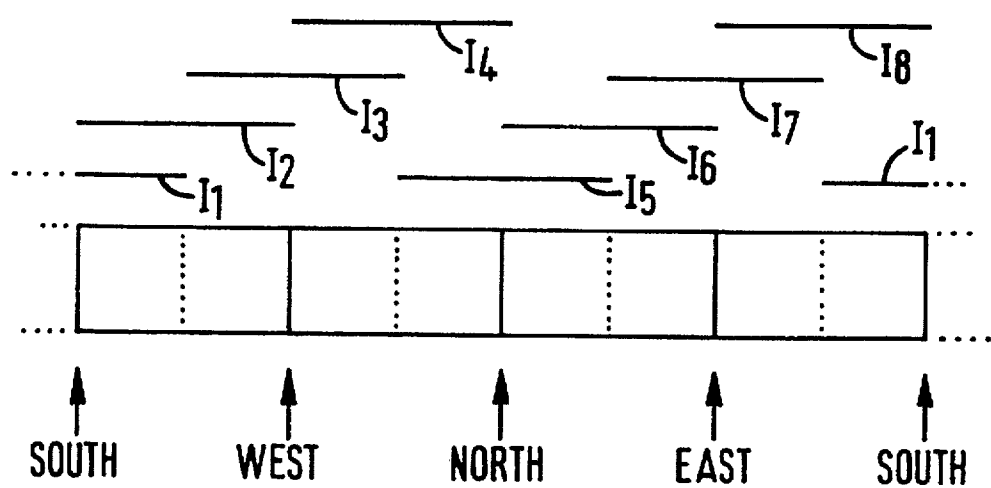 I4
I8
I3
I7
I2
I6
I1
I1
I5
SOUTH WEST NORTH EAST SOUTH